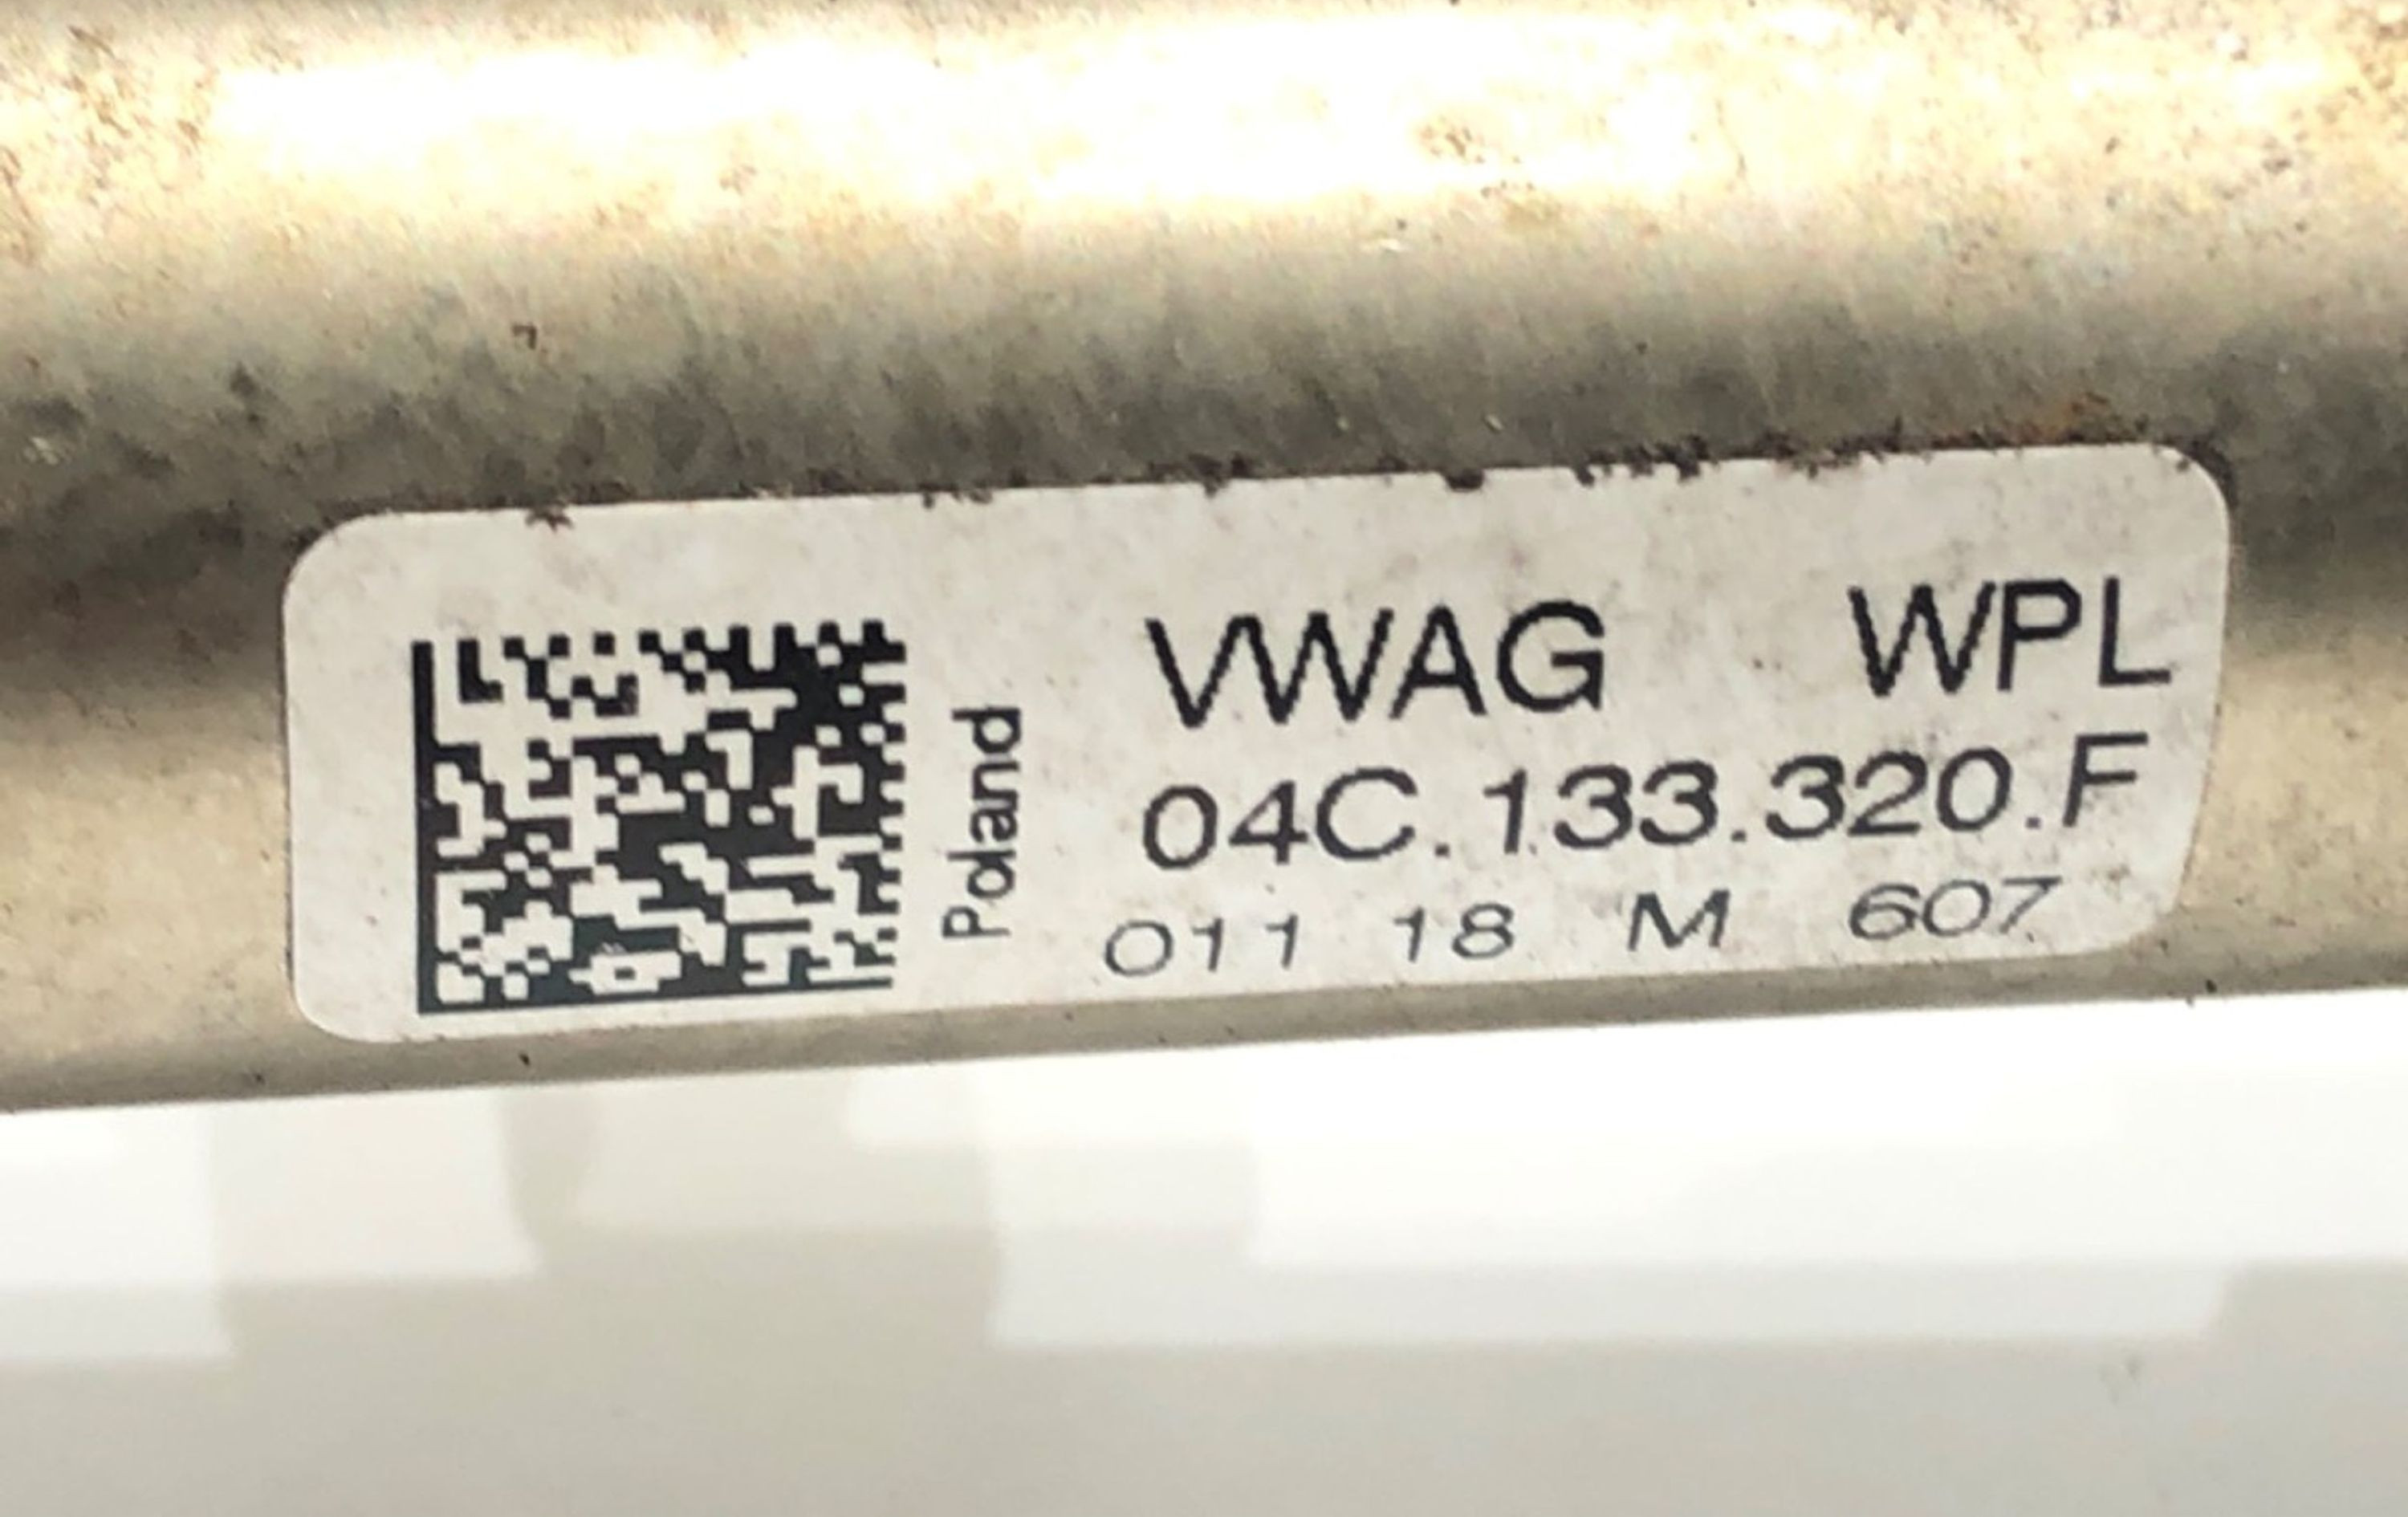 Poland
VWAG WPL
04C.133.320.F
011 18 M 607